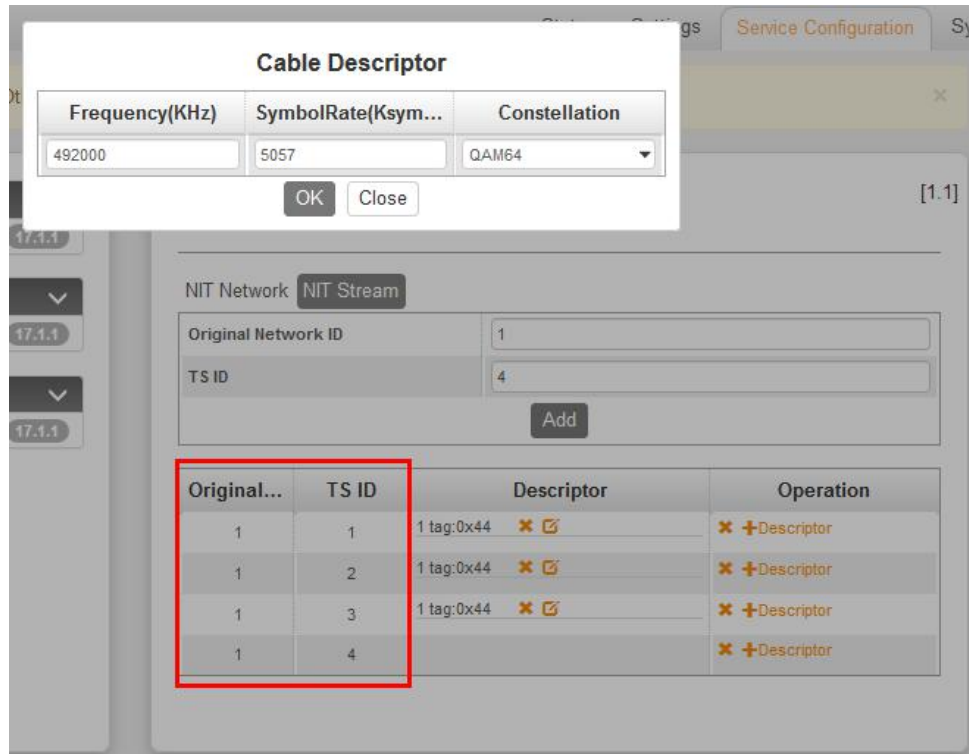 Service Configuration
Cable Descriptor
Frequency(KHz) SymbolRate(Ksym... Constellation
492000 5057 QAM64
OK Close
[1.1]
17.1.1
NIT Network NIT Stream
17.1.1
Original Network ID 1
TS ID 4
17.1.1
Add
Original... TS ID Descriptor Operation
1 1 1 tag:0x44 Descriptor
1 2 1 tag:0x44 Descriptor
1 3 1 tag:0x44 Descriptor
1 4 Descriptor